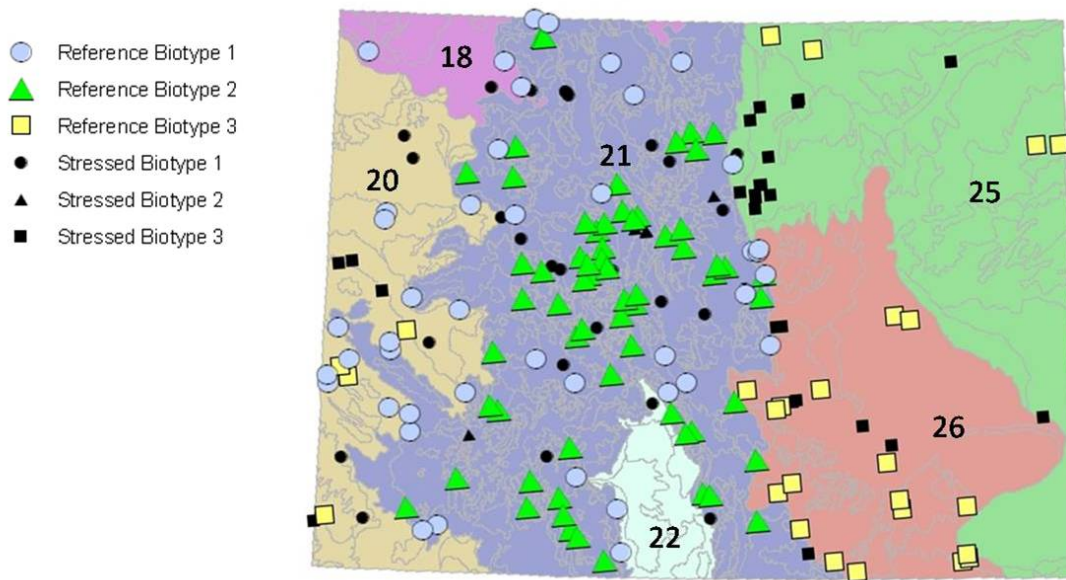 Reference Biotype 1
Reference Biotype 2
Reference Biotype 3
Stressed Biotype 1
Stressed Biotype 2
Stressed Biotype 3
18
21
20
25
26
22